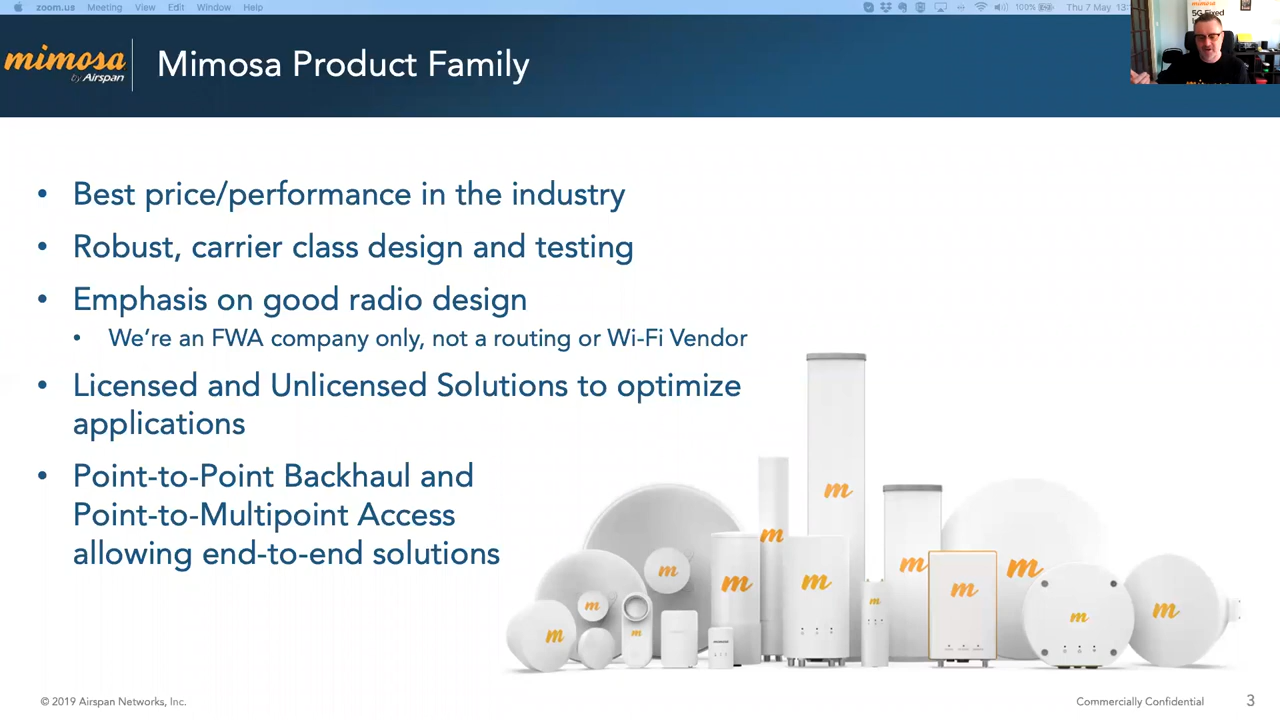 zoom.us Meeting View Edit Window Help
100%
Thu 7 May
mimosa
by Airspan
Mimosa Product Family
mimosa
5G Fixed
• Best price/performance in the industry
• Robust, carrier class design and testing
• Emphasis on good radio design
• We're an FWA company only, not a routing or Wi-Fi Vendor
• Licensed and Unlicensed Solutions to optimize
applications
• Point-to-Point Backhaul and
Point-to-Multipoint Access
allowing end-to-end solutions
m
m
m
m
m
m
m
m
m
m
m
m
m
m
© 2019 Airspan Networks, Inc.
Commercially Confidential
3